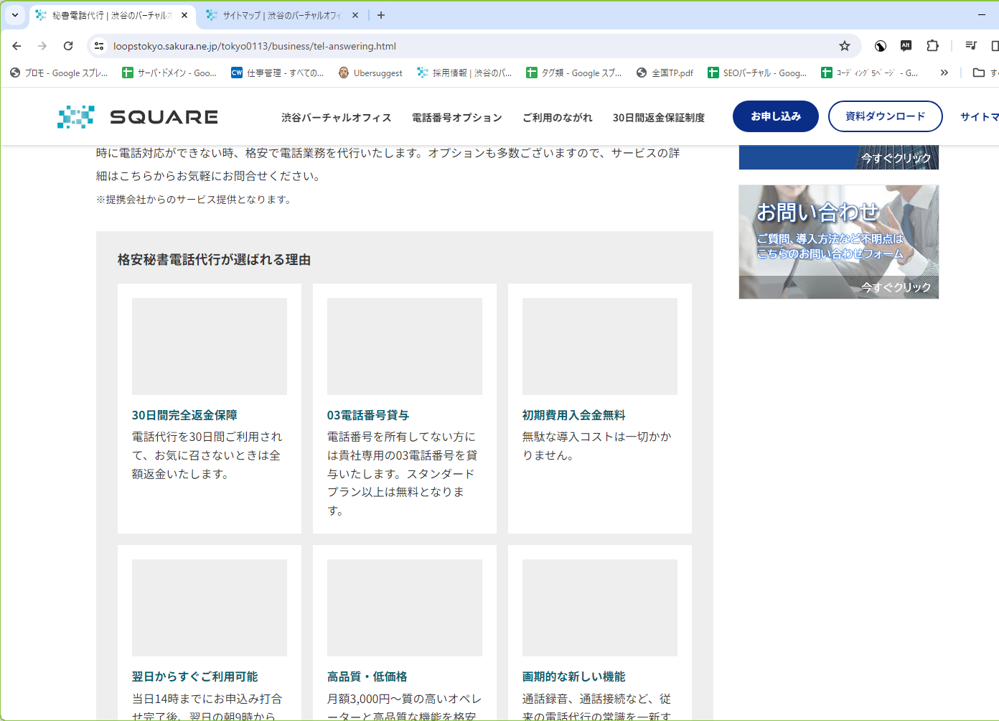 秘書電話代行 | 渋谷のバーチャルオ
サイトマップ | 渋谷のバーチャルオフィ
loopstokyo.sakura.ne.jp/tokyo0113/business/tel-answering.html
プロモ - Google スプレ...
サーバ・ドメイン - Goo...
CW
仕事管理 - すべての...
Ubersuggest
採用情報 | 渋谷のバ...
タグ類 - Google スプ...
全国TP.pdf
SEOバーチャル - Goog...
コーディング 5ページ - G...
Alt
SQUARE
渋谷バーチャルオフィス
電話番号オプション
ご利用のながれ
30日間返金保証制度
お申し込み
資料ダウンロード
サイトマ
時に電話対応ができない時、格安で電話業務を代行いたします。オプションも多数ございますので、サービスの詳
細はこちらからお気軽にお問合せください。
※提携会社からのサービス提供となります。
今すぐクリック
お問い合わせ
ご質問、導入方法など不明点は
こちらのお問い合わせフォーム
今すぐクリック
格安秘書電話代行が選ばれる理由
30日間完全返金保障
電話代行を30日間ご利用され
て、お気に召さないときは全
額返金いたします。
03電話番号貸与
電話番号を所有してない方に
は貴社専用の03電話番号を貸
与いたします。スタンダード
プラン以上は無料となりま
す。
初期費用入会金無料
無駄な導入コストは一切かか
りません。
翌日からすぐご利用可能
当日14時までにお申込み打合
せ完了後、翌日の朝9時から
高品質・低価格
月額3,000円～質の高いオペレ
ーターと高品質な機能を格安
画期的な新しい機能
通話録音、通話接続など、従
来の電話代行の常識を一新す